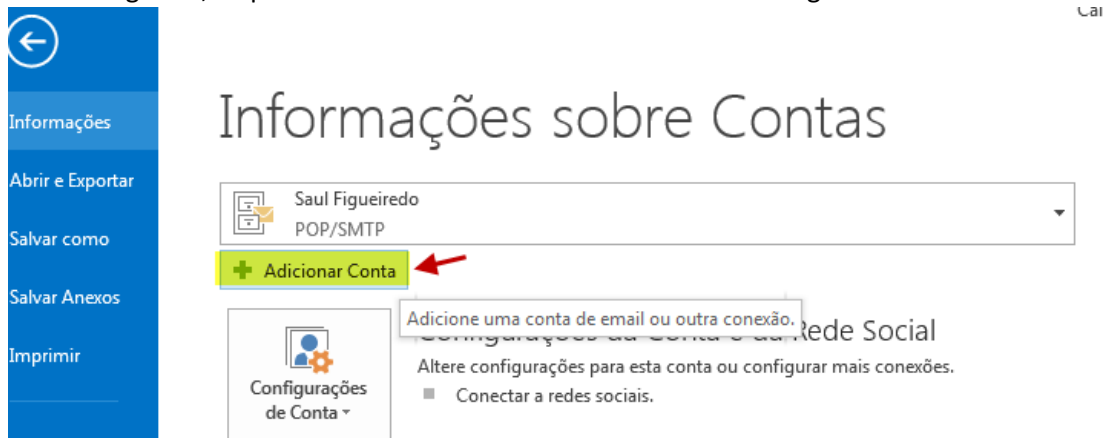 Informações
Abrir e Exportar
Salvar como
Salvar Anexos
Imprimir
Informações sobre Contas
Saul Figueiredo
POP/SMTP
Adicionar Conta
Adicione uma conta de email ou outra conexão.
Rede Social
Altere configurações para esta conta ou configurar mais conexões.
Conectar a redes sociais.
Configurações
de Conta